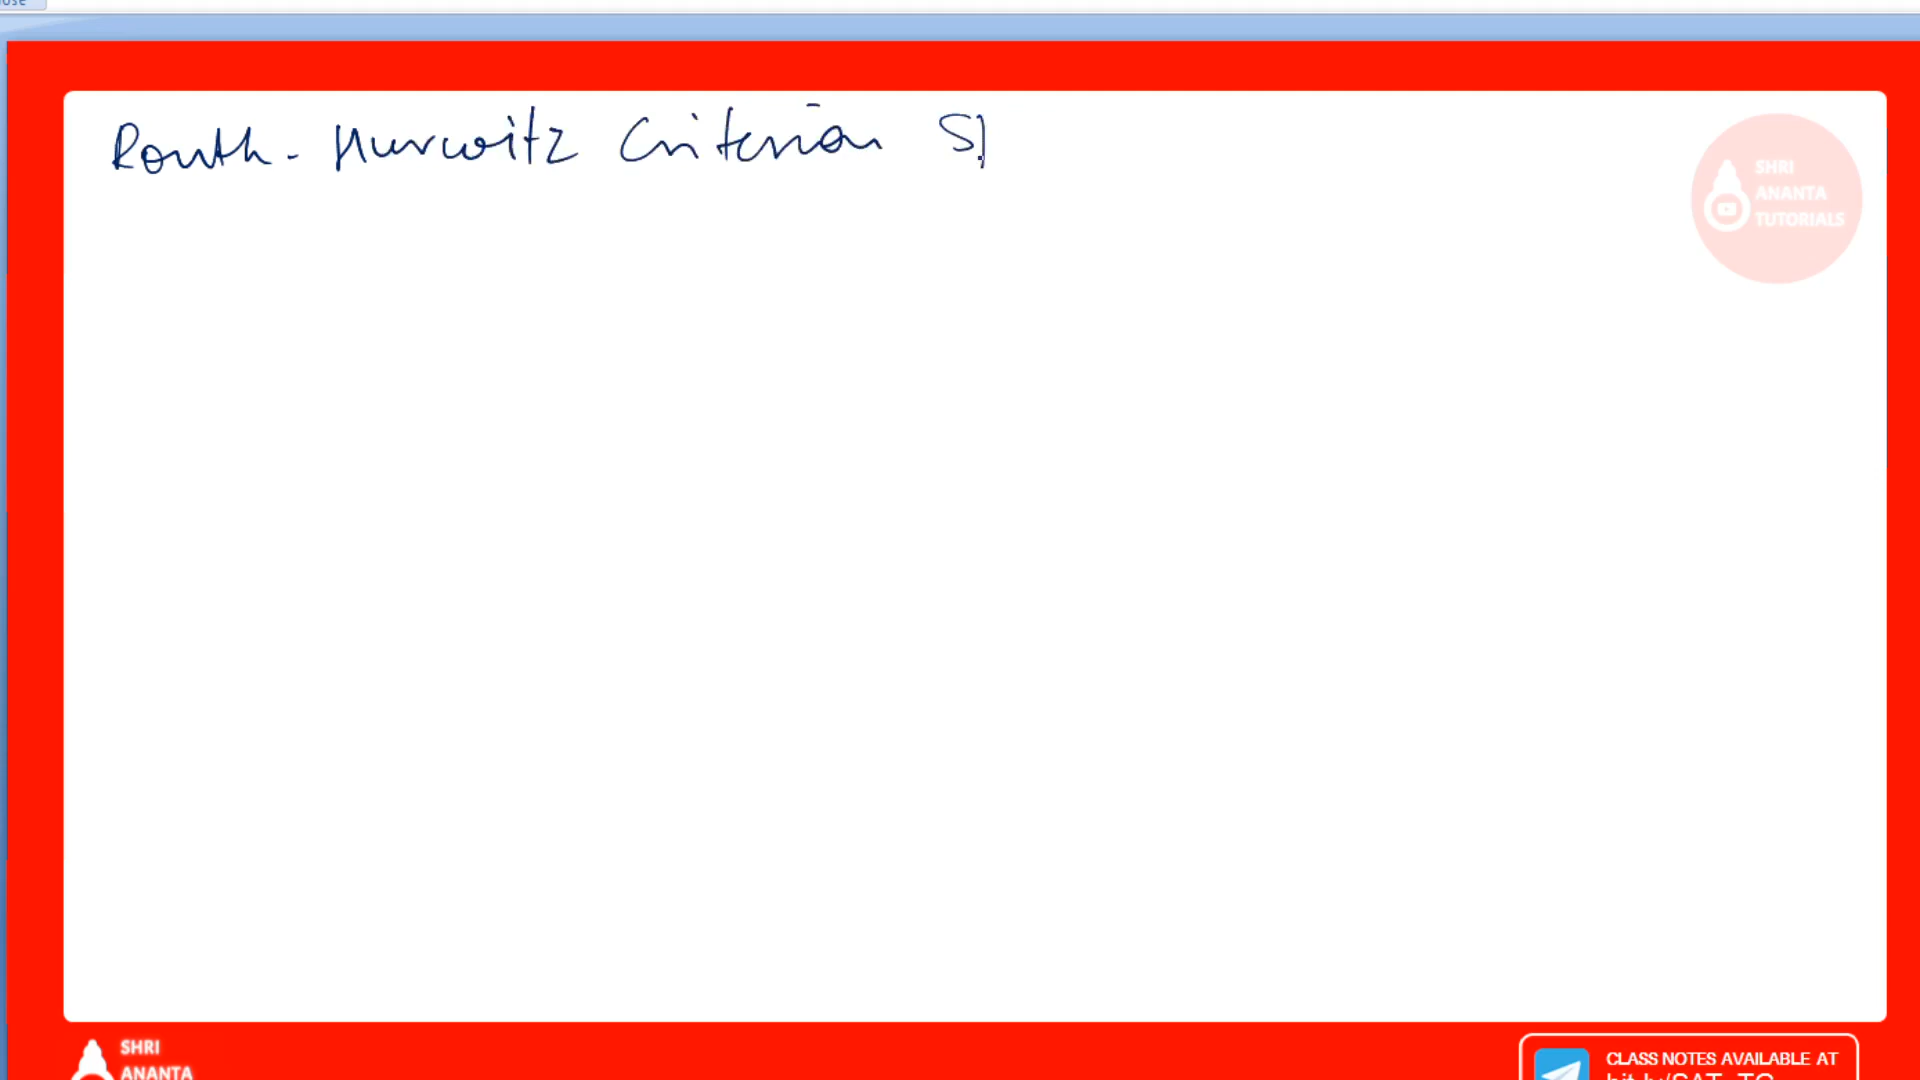 Routh - Hurwitz Criterion
SHRI
ANANTA
TUTORIALS
SHRI
ANANTA
CLASS NOTES AVAILABLE AT